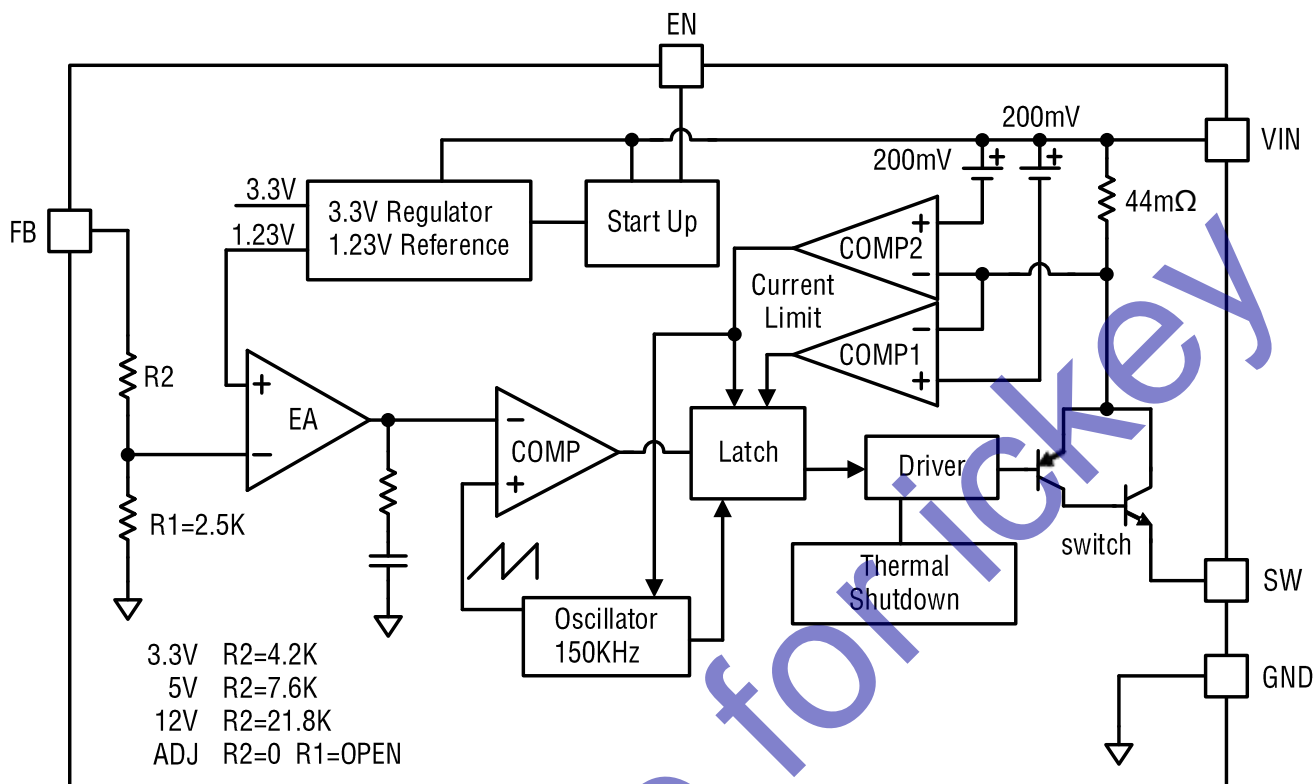 EN
200mV
VIN
200mV
3.3V
3.3V Regulator
1.23V Reference
1.23V
Start Up
FB
44mΩ
+
COMP2
−
Current
Limit
−
COMP1
+
R2
+
EA
−
−
COMP
+
Latch
Driver
R1=2.5K
switch
Thermal
Shutdown
SW
Oscillator
150KHz
GND
3.3V R2=4.2K
5V R2=7.6K
12V R2=21.8K
ADJ R2=0 R1=OPEN
for ickey